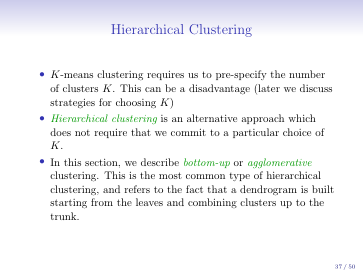 Hierarchical Clustering
• K-means clustering requires us to pre-specify the number
of clusters K. This can be a disadvantage (later we discuss
strategies for choosing K)
• Hierarchical clustering is an alternative approach which
does not require that we commit to a particular choice of
K.
• In this section, we describe bottom-up or agglomerative
clustering. This is the most common type of hierarchical
clustering, and refers to the fact that a dendrogram is built
starting from the leaves and combining clusters up to the
trunk.
37 / 50